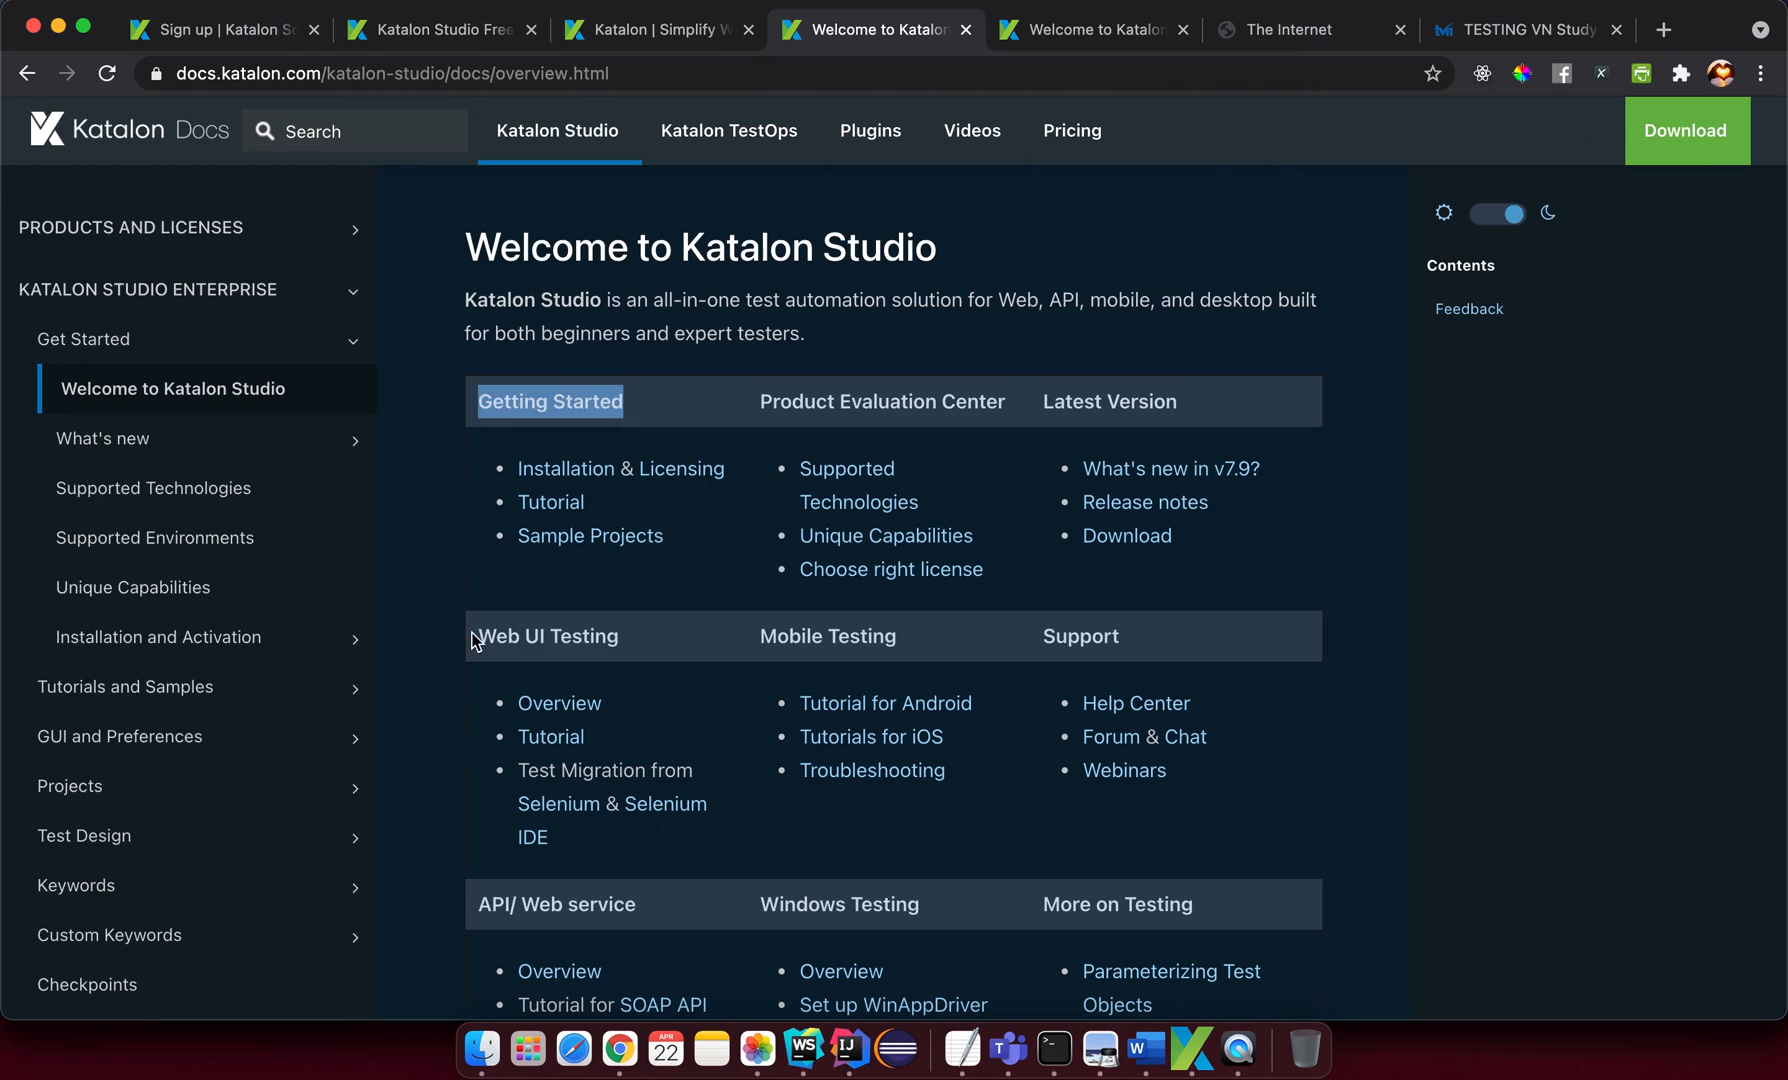 Sign up | Katalon So
Katalon Studio Free
Katalon | Simplify W
Welcome to Katalon
Welcome to Katalon
The Internet
TESTING VN Study
docs.katalon.com/katalon-studio/docs/overview.html
Katalon Docs
Search
Katalon Studio
Katalon TestOps
Plugins
Videos
Pricing
Download
PRODUCTS AND LICENSES
KATALON STUDIO ENTERPRISE
Get Started
Welcome to Katalon Studio
What's new
Supported Technologies
Supported Environments
Unique Capabilities
Installation and Activation
Tutorials and Samples
GUI and Preferences
Projects
Test Design
Keywords
Custom Keywords
Checkpoints
Welcome to Katalon Studio
Katalon Studio is an all-in-one test automation solution for Web, API, mobile, and desktop built
for both beginners and expert testers.
Getting Started
Product Evaluation Center
Latest Version
Installation & Licensing
Tutorial
Sample Projects
Supported
Technologies
Unique Capabilities
Choose right license
What's new in v7.9?
Release notes
Download
Web UI Testing
Mobile Testing
Support
Overview
Tutorial
Test Migration from
Selenium & Selenium
IDE
Tutorial for Android
Tutorials for iOS
Troubleshooting
Help Center
Forum & Chat
Webinars
API/ Web service
Windows Testing
More on Testing
Overview
Tutorial for SOAP API
Overview
Set up WinAppDriver
Parameterizing Test
Objects
Contents
Feedback
APR
22
WS
IJ
T
W